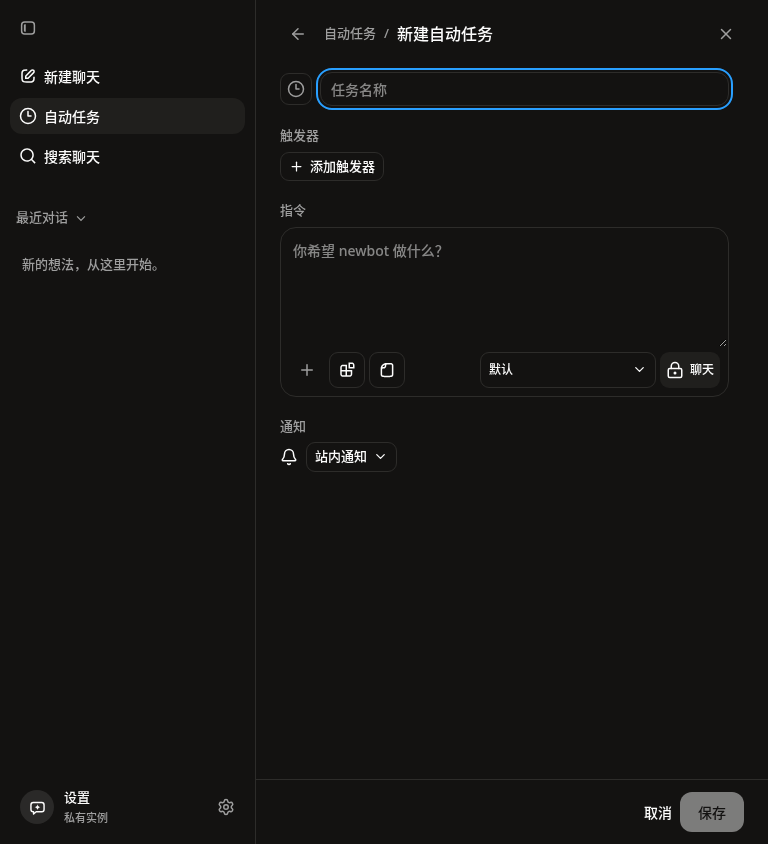 新建聊天
自动任务
搜索聊天
最近对话
新的想法，从这里开始。
设置
私有实例
自动任务 / 新建自动任务
任务名称
触发器
添加触发器
指令
你希望 newbot 做什么?
默认
聊天
通知
站内通知
取消
保存